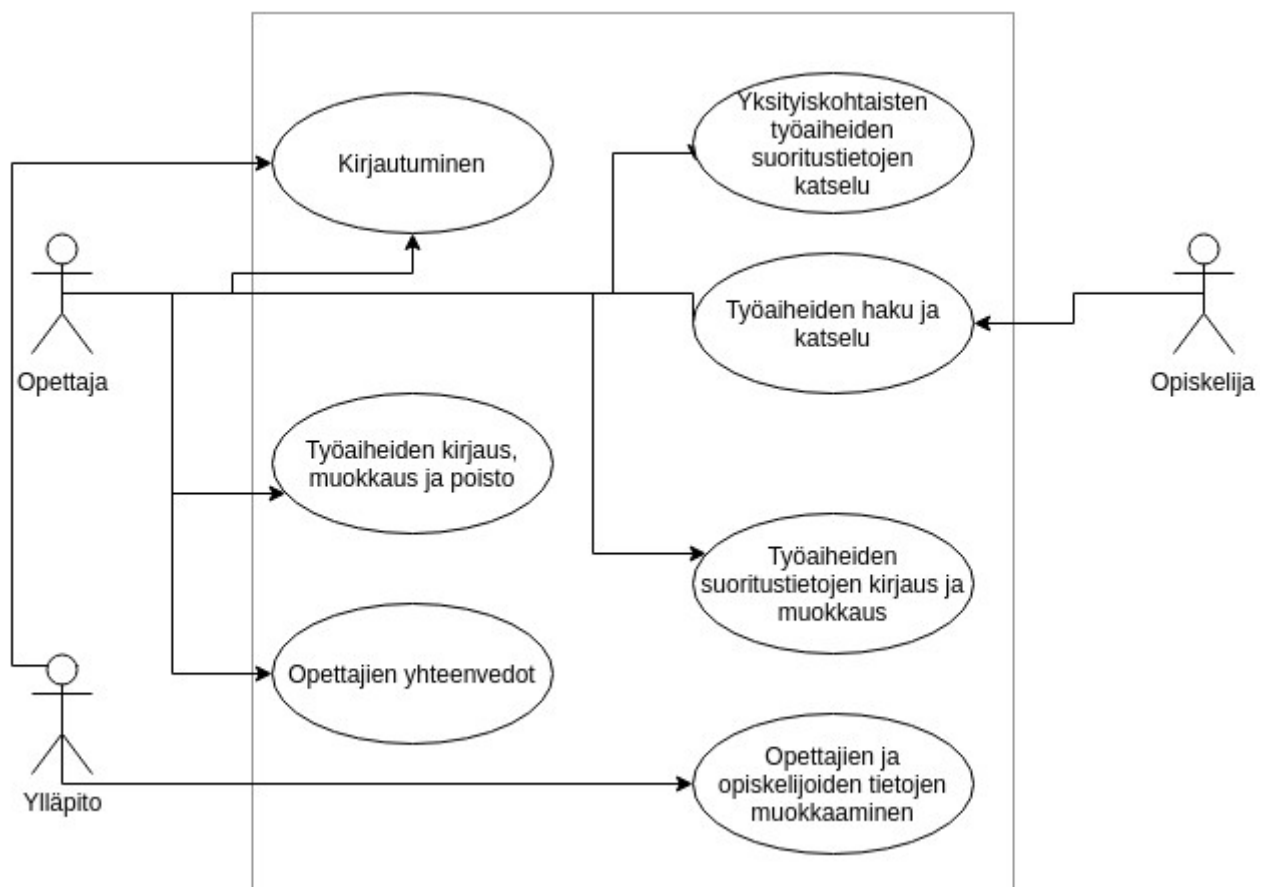 Yksityiskohtaisten
työaiheiden
suoritustietojen
katselu
Kirjautuminen
Työaiheiden haku ja
katselu
Opettaja
Opiskelija
Työaiheiden kirjaus,
muokkaus ja poisto
Työaiheiden
suoritustietojen kirjaus ja
muokkaus
Opettajien yhteenvedot
Opettajien ja
opiskelijoiden tietojen
muokkaaminen
Ylläpito